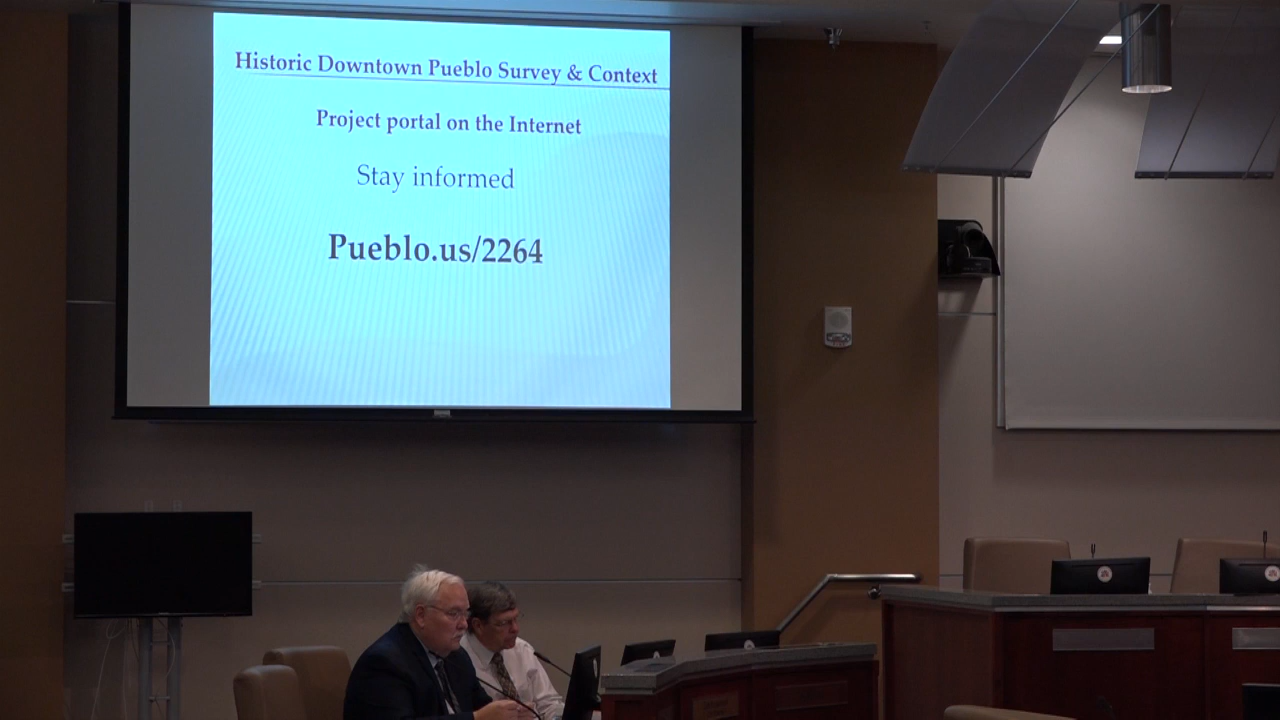 Historic Downtown Pueblo Survey & Context
Project portal on the Internet
Stay informed
Pueblo.us/2264